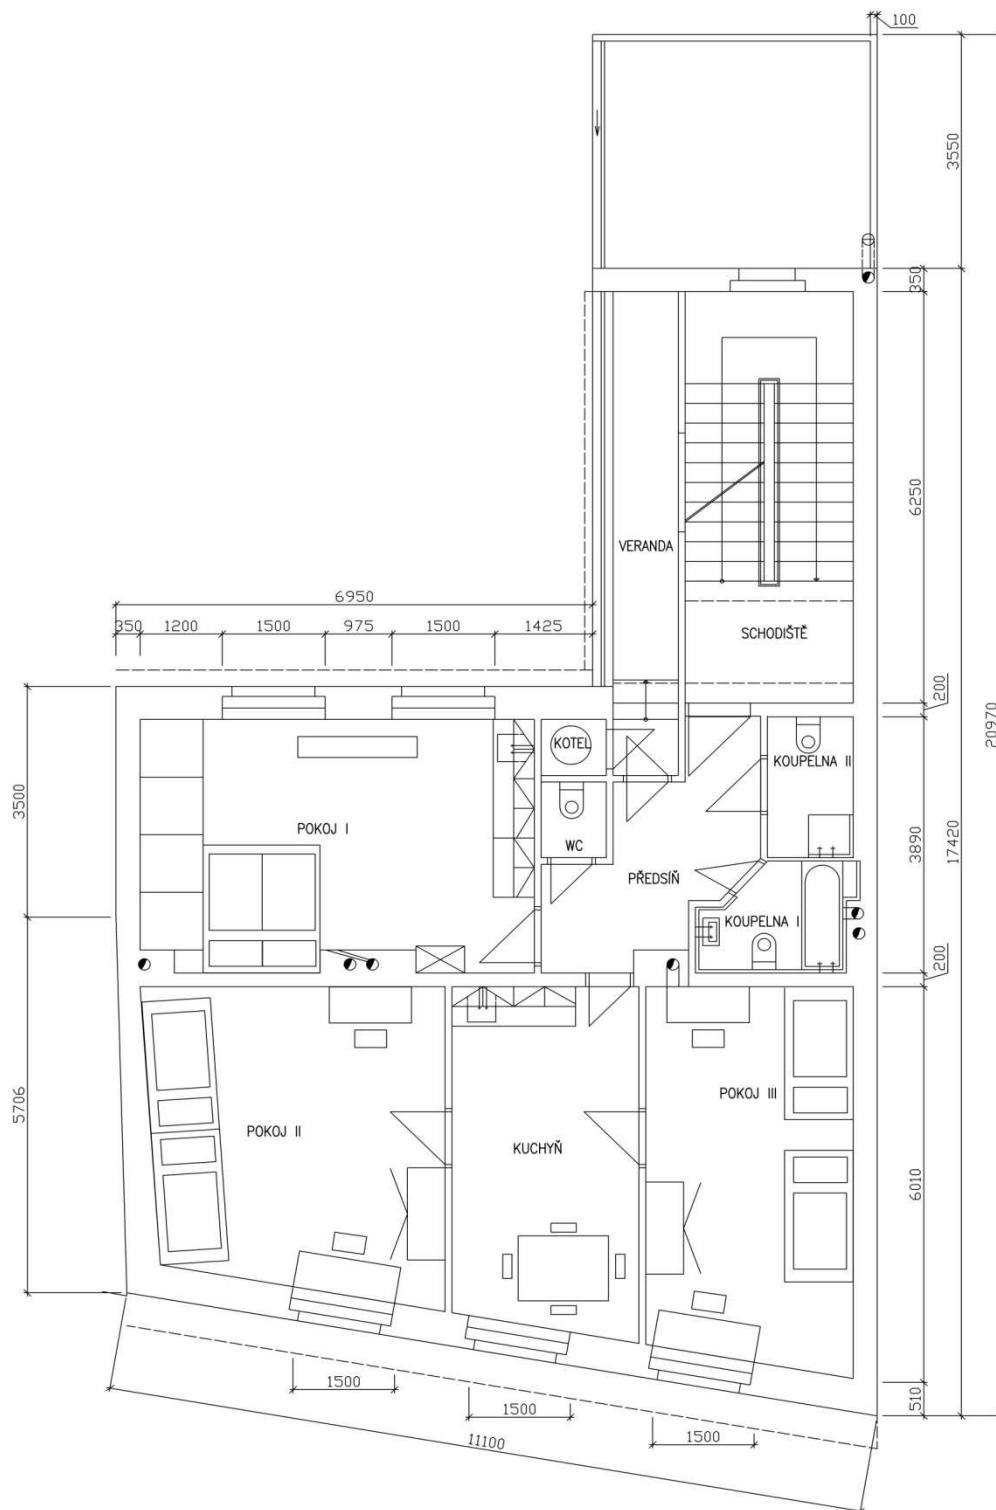 100
3550
350
6250
VERANDA
6950
350 1200 1500 975 1500 1425
SCHODIŠTĚ
200
20970
KOTEL
KOUPELNA II
3500
POKOJ I
WC
3890
17420
PŘEDSÍŇ
KOUPELNA I
200
5706
POKOJ II
KUCHYŇ
POKOJ III
6010
1500
1500
1500
510
11100